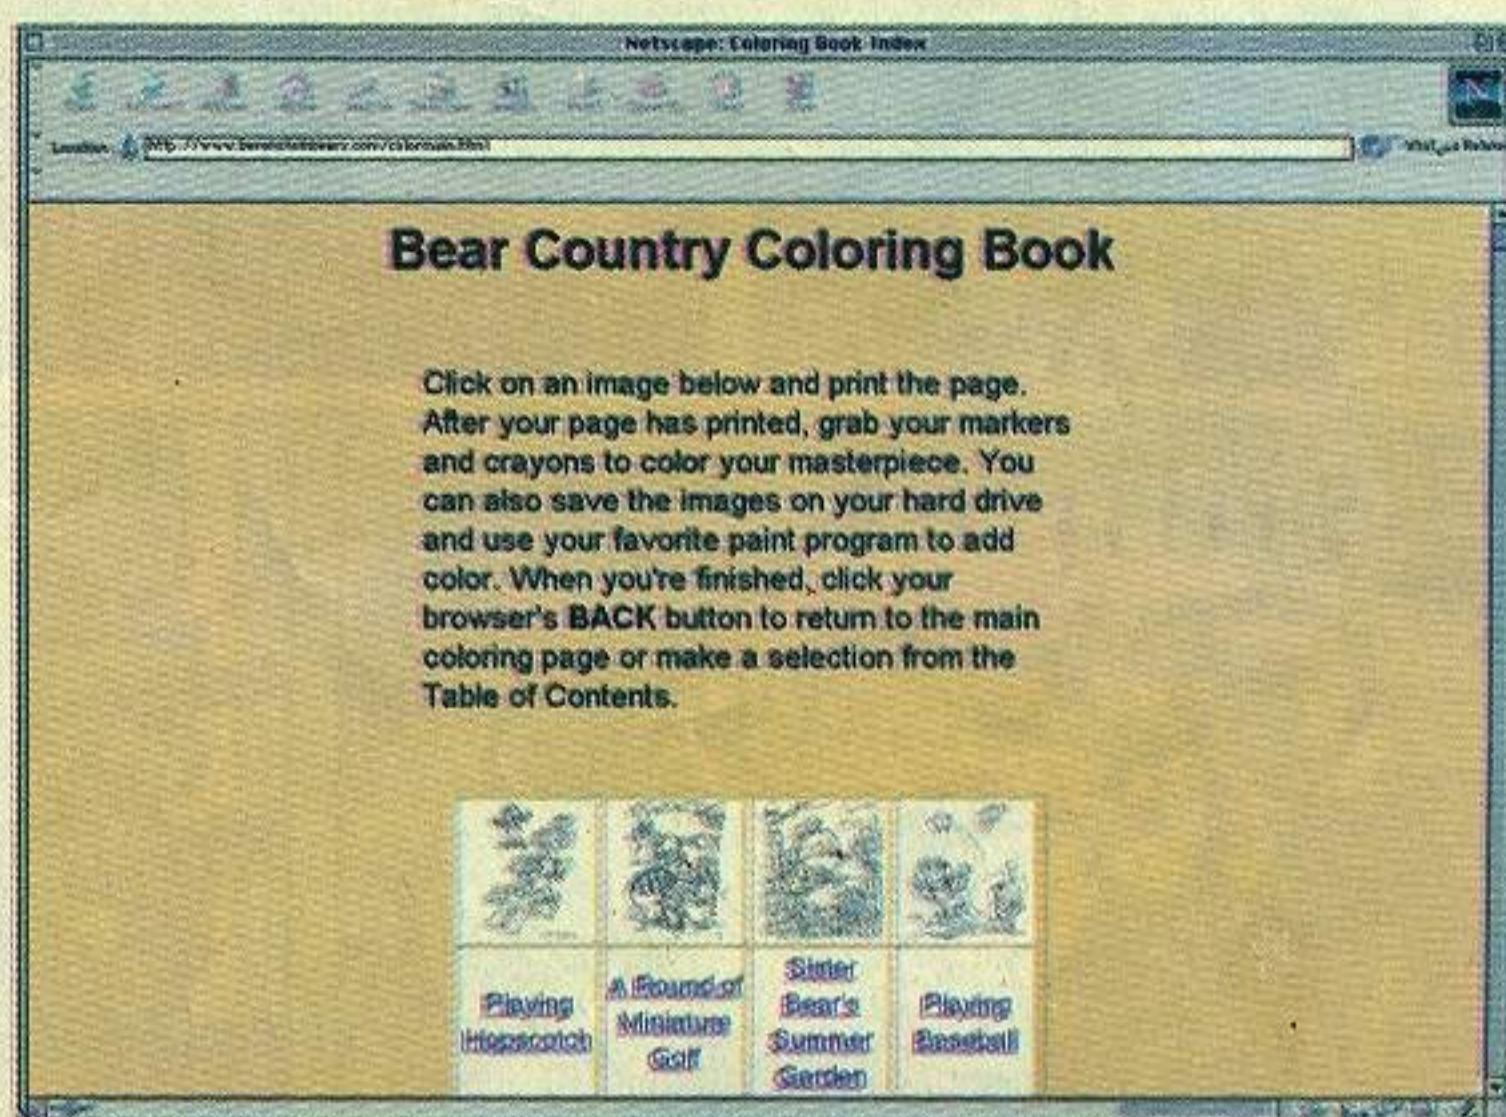 Netscape: Coloring Book Index
Location:
Bear Country Coloring Book
Click on an image below and print the page.
After your page has printed, grab your markers
and crayons to color your masterpiece. You
can also save the images on your hard drive
and use your favorite paint program to add
color. When you're finished, click your
browser's BACK button to return to the main
coloring page or make a selection from the
Table of Contents.
Playing
Hopscotch
A Round of
Miniature
Golf
Sister
Bear's
Summer
Garden
Playing
Baseball